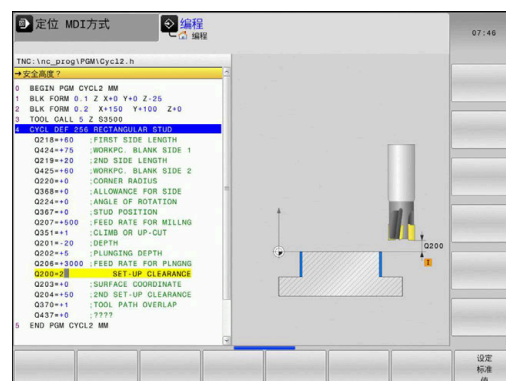 定位 MDI方式
编程
编程
07:46
TNC:\nc_prog\PGM\Cycl2.h
→安全高度？
0 BEGIN PGM CYCL2 MM
1 BLK FORM 0.1 Z X+0 Y+0 Z-25
2 BLK FORM 0.2 X+150 Y+100 Z+0
3 TOOL CALL 5 Z S3500
4 CYCL DEF 256 RECTANGULAR STUD
Q218=+60 ;FIRST SIDE LENGTH
Q424=+75 ;WORKPC. BLANK SIDE 1
Q219=+20 ;2ND SIDE LENGTH
Q425=+60 ;WORKPC. BLANK SIDE 2
Q220=+0 ;CORNER RADIUS
Q368=+0 ;ALLOWANCE FOR SIDE
Q224=+0 ;ANGLE OF ROTATION
Q367=+0 ;STUD POSITION
Q207=+500 ;FEED RATE FOR MILLNG
Q351=+1 ;CLIMB OR UP-CUT
Q201=-20 ;DEPTH
Q202=+5 ;PLUNGING DEPTH
Q206=+3000 ;FEED RATE FOR PLNGNG
Q200=2 SET-UP CLEARANCE
Q203=+0 ;SURFACE COORDINATE
Q204=+50 ;2ND SET-UP CLEARANCE
Q370=+1 ;TOOL PATH OVERLAP
Q437=+0 ;????
5 END PGM CYCL2 MM
Q200
I
设定
标准
值